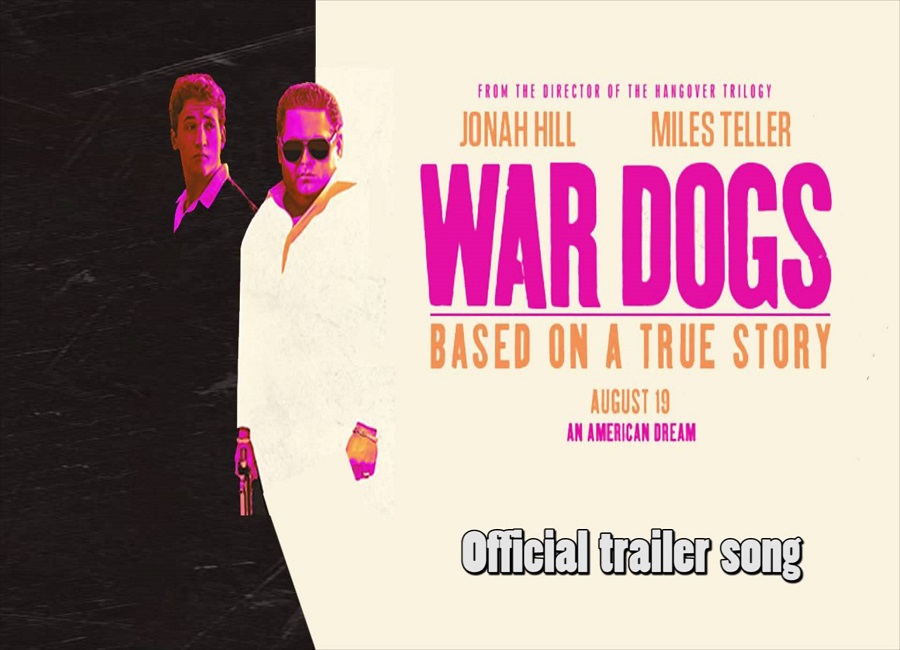 FROM THE DIRECTOR OF THE HANGOVER TRILOGY
JONAH HILL MILES TELLER
WAR DOGS
BASED ON A TRUE STORY
AUGUST 19
AN AMERICAN DREAM
Official trailer song